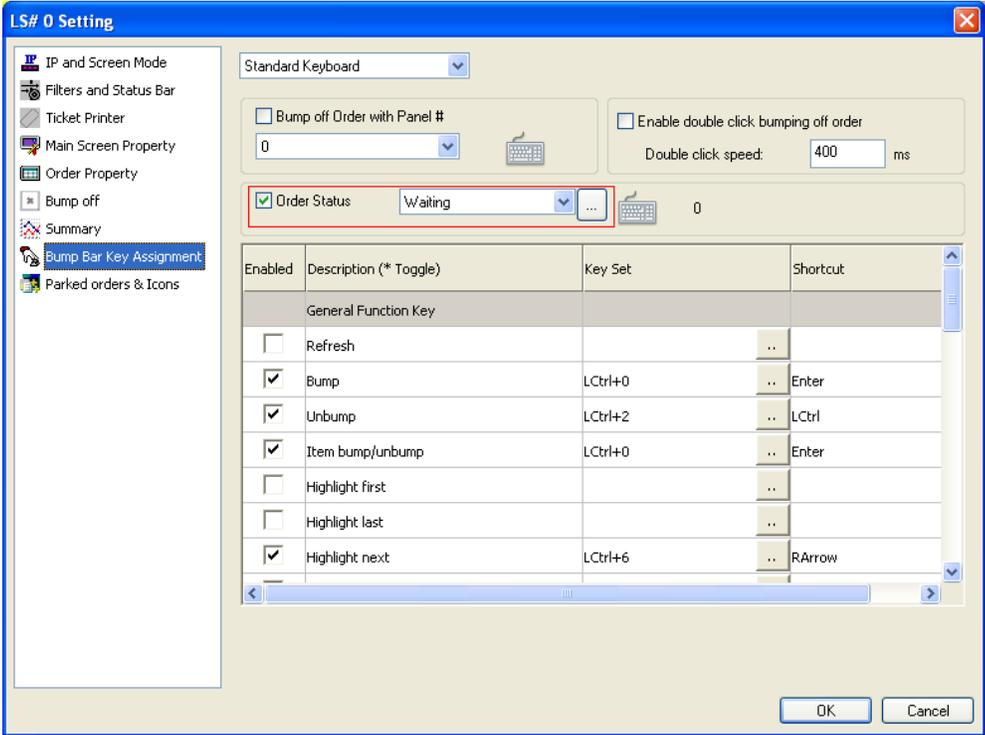 LS# 0 Setting
IP and Screen Mode
Filters and Status Bar
Ticket Printer
Main Screen Property
Order Property
Bump off
Summary
Bump Bar Key Assignment
Parked orders & Icons
Standard Keyboard
Bump off Order with Panel #
0
Enable double click bumping off order
Double click speed: 400 ms
Order Status Waiting ... 0
Enabled Description (* Toggle) Key Set Shortcut
General Function Key
Refresh ..
Bump LCtrl+0 .. Enter
Unbump LCtrl+2 .. LCtrl
Item bump/unbump LCtrl+0 .. Enter
Highlight first ..
Highlight last ..
Highlight next LCtrl+6 .. RArrow
OK Cancel